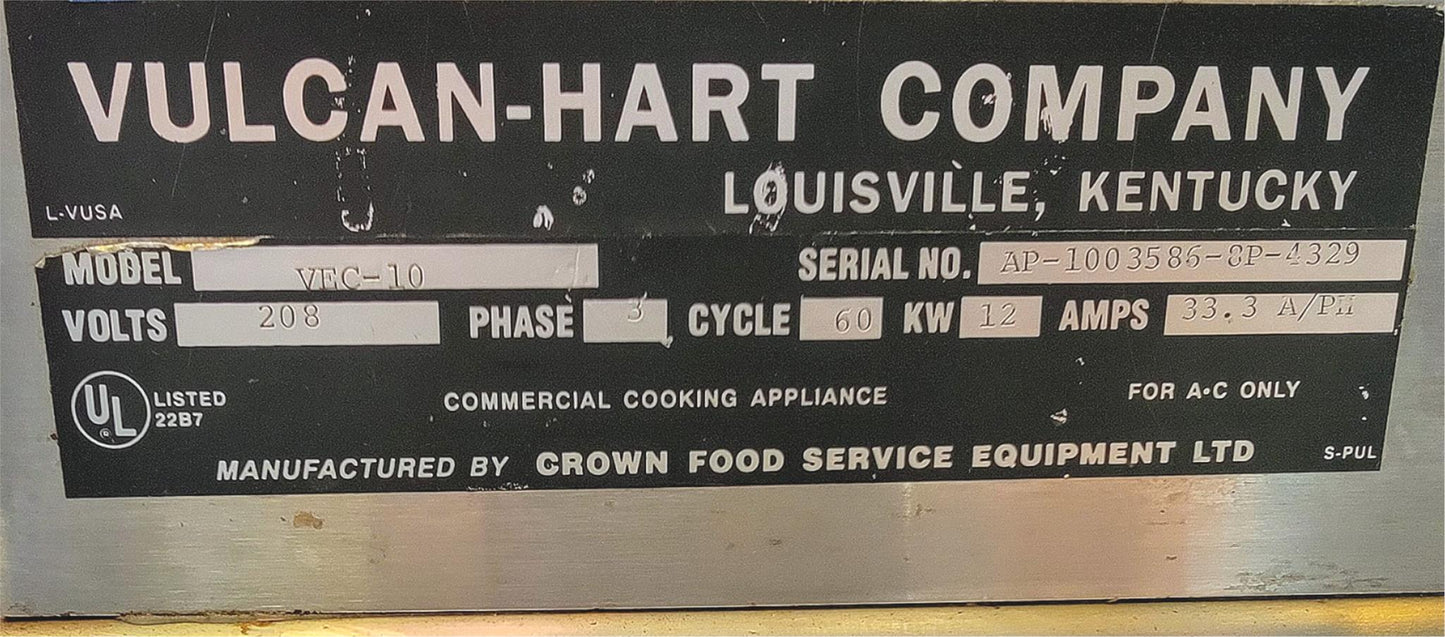 VULCAN-HART COMPANY
LOUISVILLE, KENTUCKY
L-VUSA
MODEL VEC-10 SERIAL NO. AP-1003586-8P-4329
VOLTS 208 PHASE 3 CYCLE 60 KW 12 AMPS 33.3 A/PH
UL ® LISTED 22B7 COMMERCIAL COOKING APPLIANCE FOR A•C ONLY
MANUFACTURED BY CROWN FOOD SERVICE EQUIPMENT LTD S-PUL